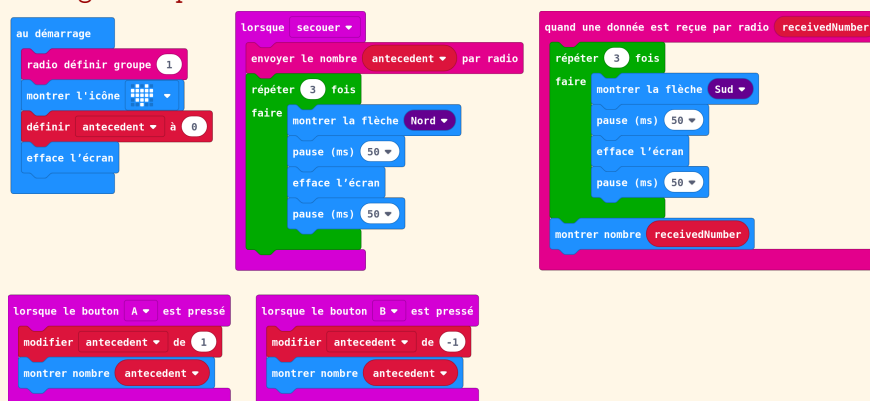 au démarrage
radio définir groupe 1
montrer l'icône
définir antecedent à 0
efface l'écran
lorsque secouer
envoyer le nombre antecedent par radio
répéter 3 fois
faire montrer la flèche Nord
pause (ms) 50
efface l'écran
pause (ms) 50
quand une donnée est reçue par radio receivedNumber
répéter 3 fois
faire montrer la flèche Sud
pause (ms) 50
efface l'écran
pause (ms) 50
montrer nombre receivedNumber
lorsque le bouton A est pressé
modifier antecedent de 1
montrer nombre antecedent
lorsque le bouton B est pressé
modifier antecedent de -1
montrer nombre antecedent